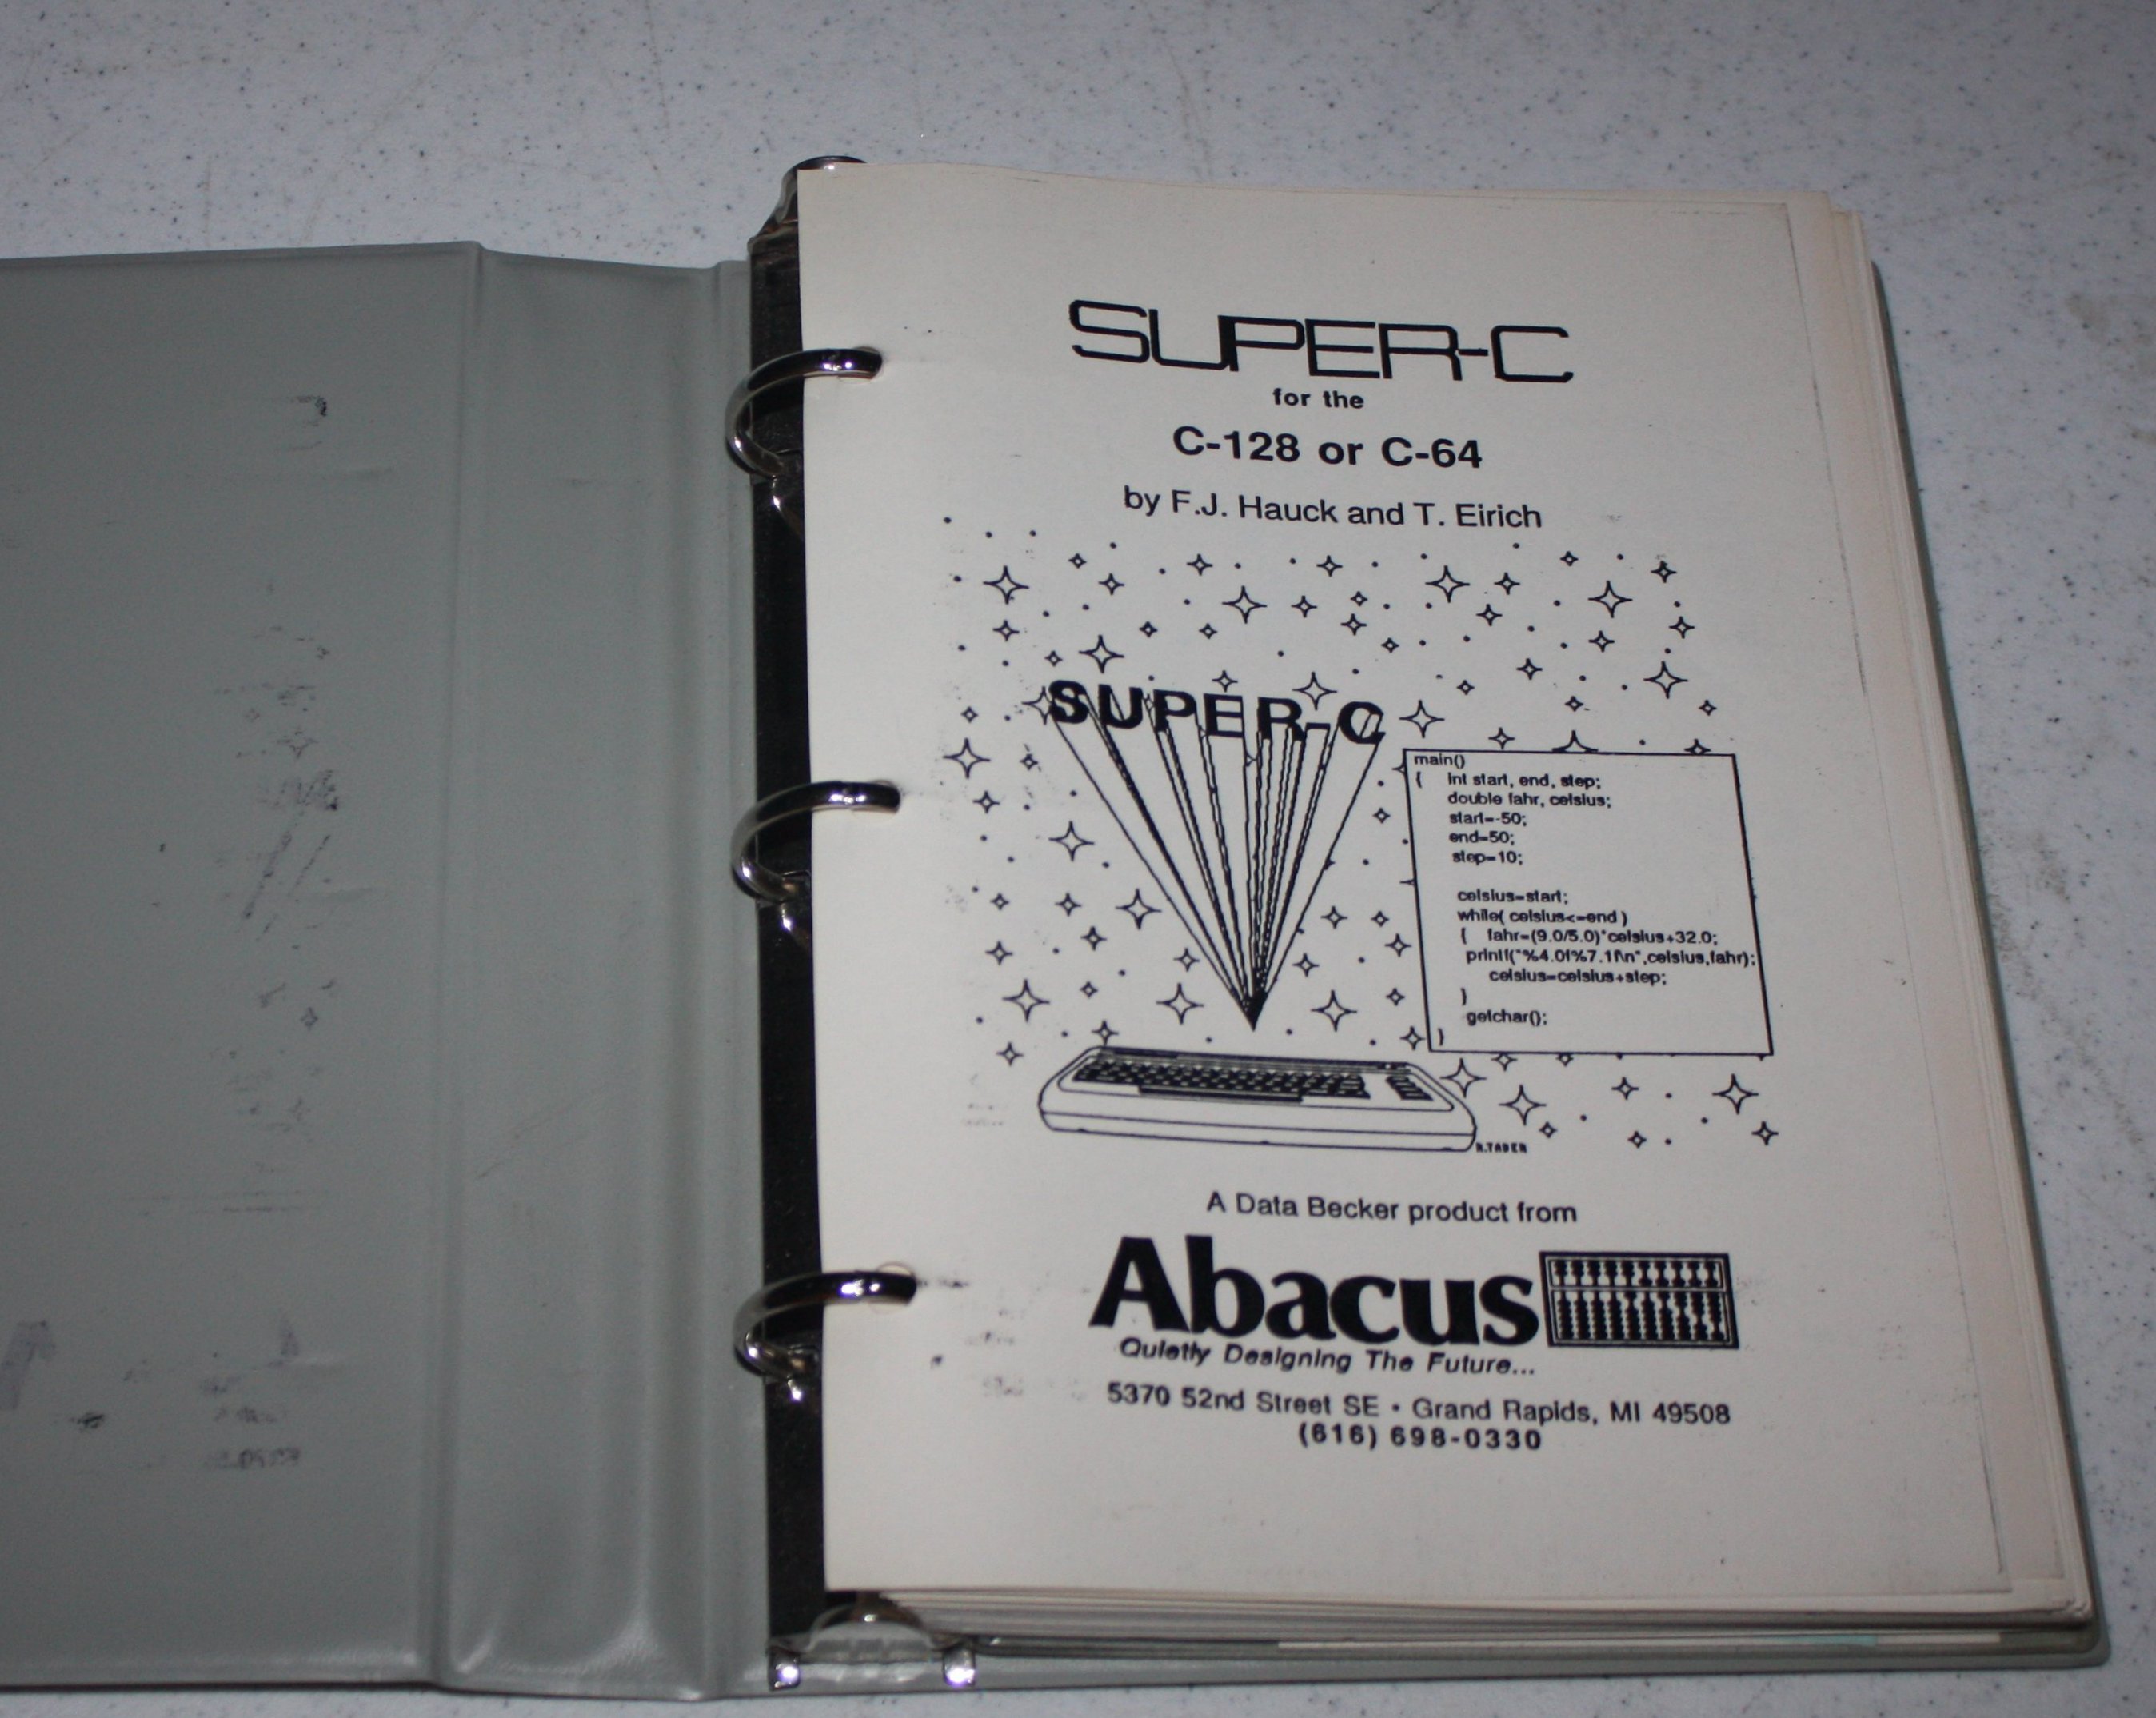 SUPER-C
for the
C-128 or C-64
by F.J. Hauck and T. Eirich
SUPER-C
main()
{ int start, end, step;
double fahr, celsius;
start=-50;
end=50;
step=10;
celsius=start;
while( celsius<=end )
{ fahr=(9.0/5.0)*celsius+32.0;
printf("%4.0f%7.1f\n",celsius,fahr);
celsius=celsius+step;
}
getchar();
}
R.TABER
A Data Becker product from
Abacus
Quietly Designing The Future...
5370 52nd Street SE • Grand Rapids, MI 49508
(616) 698-0330